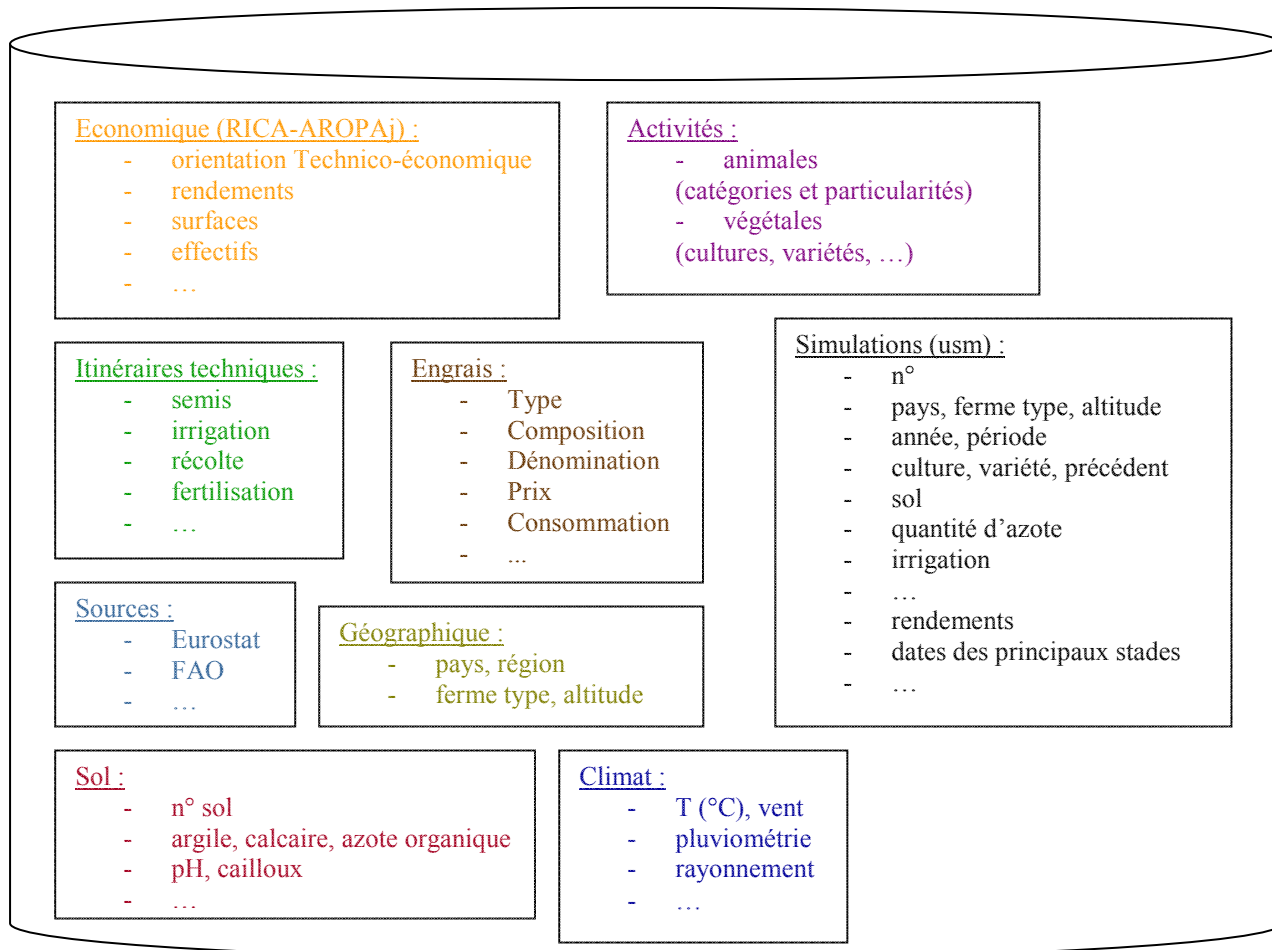 Economique (RICA-AROPAj) :
- orientation Technico-économique
- rendements
- surfaces
- effectifs
- …
Activités :
- animales
(catégories et particularités)
- végétales
(cultures, variétés, …)
Itinéraires techniques :
- semis
- irrigation
- récolte
- fertilisation
- …
Engrais :
- Type
- Composition
- Dénomination
- Prix
- Consommation
- ...
Simulations (usm) :
- n°
- pays, ferme type, altitude
- année, période
- culture, variété, précédent
- sol
- quantité d’azote
- irrigation
- …
- rendements
- dates des principaux stades
- …
Sources :
- Eurostat
- FAO
- …
Géographique :
- pays, région
- ferme type, altitude
Sol :
- n° sol
- argile, calcaire, azote organique
- pH, cailloux
- …
Climat :
- T (°C), vent
- pluviométrie
- rayonnement
- …